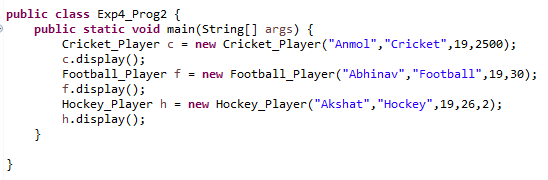 public class Exp4_Prog2 {
public static void main(String[] args) {
Cricket_Player c = new Cricket_Player("Anmol","Cricket",19,2500);
c.display();
Football_Player f = new Football_Player("Abhinav","Football",19,30);
f.display();
Hockey_Player h = new Hockey_Player("Akshat","Hockey",19,26,2);
h.display();
}
}